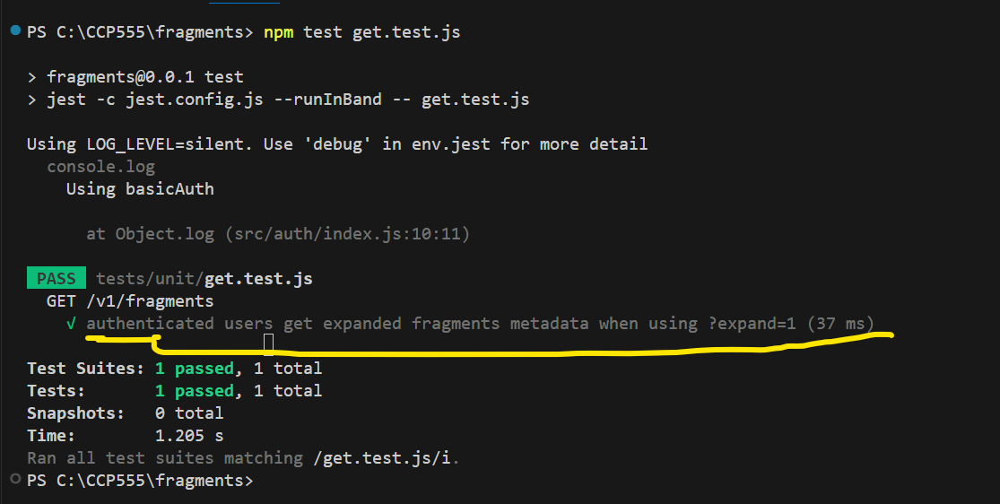 PS C:\CCP555\fragments> npm test get.test.js
> fragments@0.0.1 test
> jest -c jest.config.js --runInBand -- get.test.js
Using LOG_LEVEL=silent. Use 'debug' in env.jest for more detail
console.log
Using basicAuth
at Object.log (src/auth/index.js:10:11)
PASS tests/unit/get.test.js
GET /v1/fragments
√ authenticated users get expanded fragments metadata when using ?expand=1 (37 ms)
Test Suites: 1 passed, 1 total
Tests: 1 passed, 1 total
Snapshots: 0 total
Time: 1.205 s
Ran all test suites matching /get.test.js/i.
PS C:\CCP555\fragments>